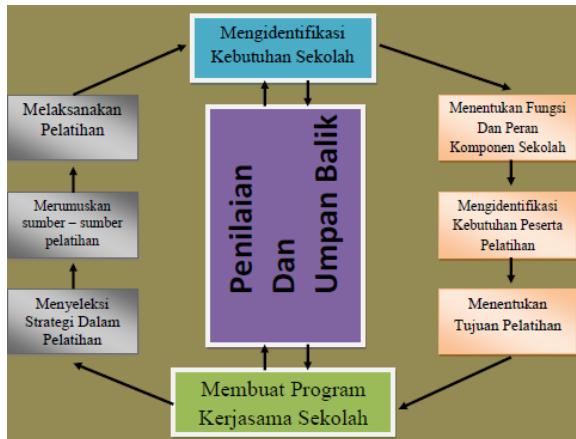 Mengidentifikasi
Kebutuhan Sekolah
Menentukan Fungsi
Dan Peran
Komponen Sekolah
Mengidentifikasi
Kebutuhan Peserta
Pelatihan
Menentukan
Tujuan Pelatihan
Membuat Program
Kerjasama Sekolah
Menyeleksi
Strategi Dalam
Pelatihan
Merumuskan
sumber – sumber
pelatihan
Melaksanakan
Pelatihan
Penilaian
Dan
Umpan Balik